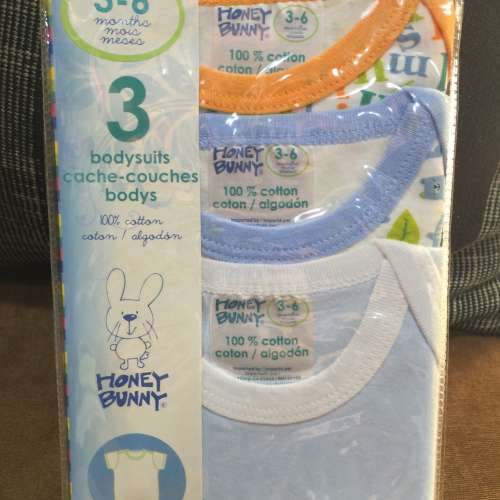 3-6
months
mois
meses
3
bodysuits
cache-couches
bodys
100% cotton
coton / algodón
HONEY
BUNNY®
HONEY
BUNNY
3-6
100 % cotton
coton / algodón
HONEY
BUNNY
3-6
100 % cotton
coton / algodón
HONEY
BUNNY®
3-6
100 % cotton
coton / algodón